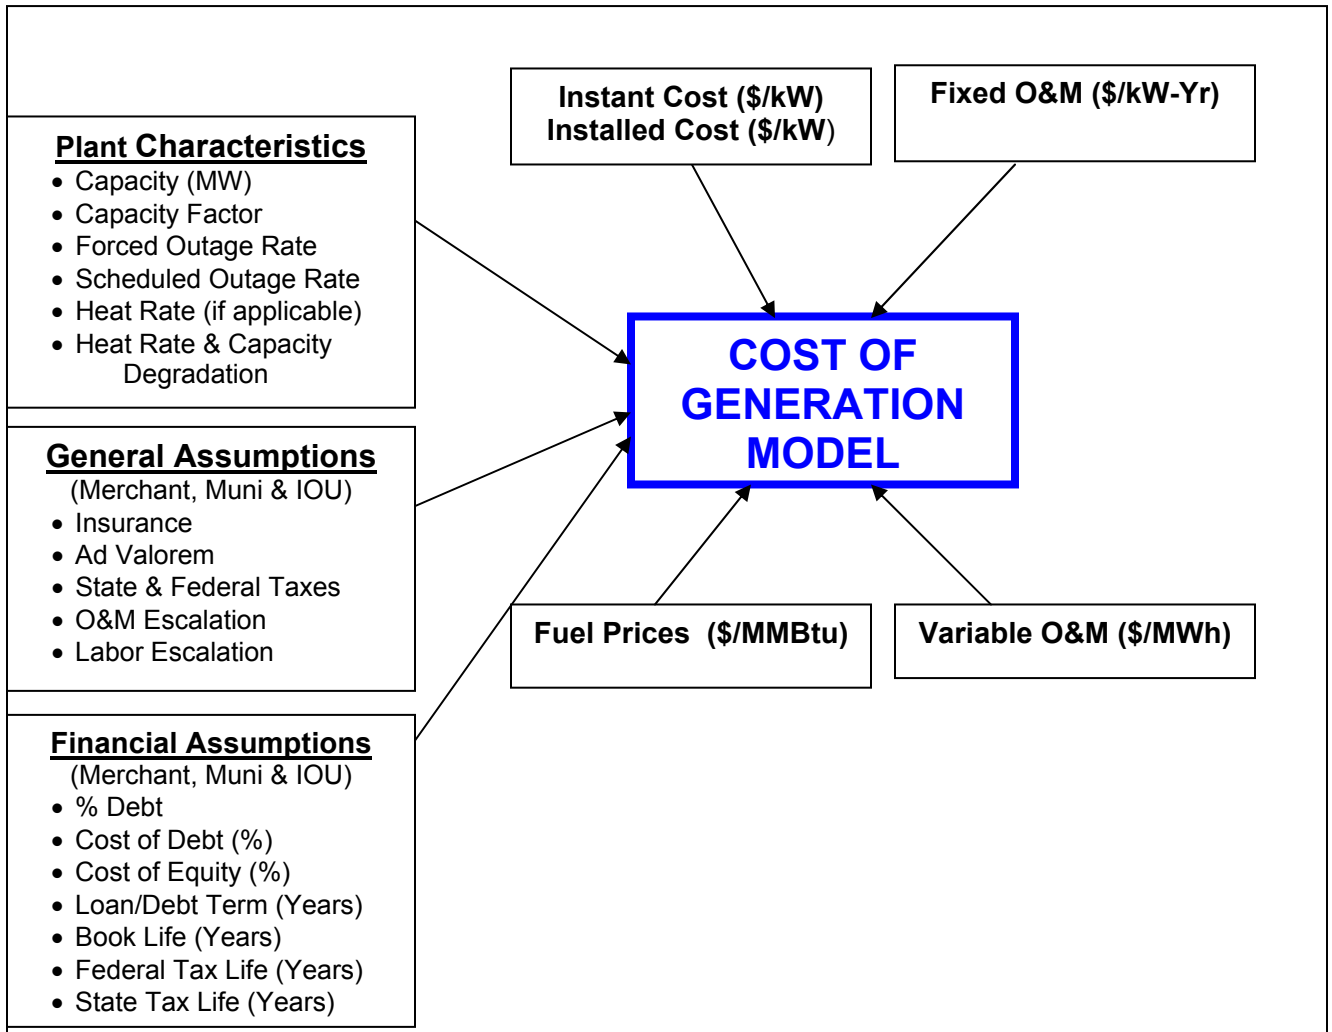 Instant Cost ($/kW)
Installed Cost ($/kW)
Fixed O&M ($/kW-Yr)
Plant Characteristics
• Capacity (MW)
• Capacity Factor
• Forced Outage Rate
• Scheduled Outage Rate
• Heat Rate (if applicable)
• Heat Rate & Capacity
Degradation
COST OF
GENERATION
MODEL
General Assumptions
(Merchant, Muni & IOU)
• Insurance
• Ad Valorem
• State & Federal Taxes
• O&M Escalation
• Labor Escalation
Fuel Prices ($/MMBtu)
Variable O&M ($/MWh)
Financial Assumptions
(Merchant, Muni & IOU)
• % Debt
• Cost of Debt (%)
• Cost of Equity (%)
• Loan/Debt Term (Years)
• Book Life (Years)
• Federal Tax Life (Years)
• State Tax Life (Years)